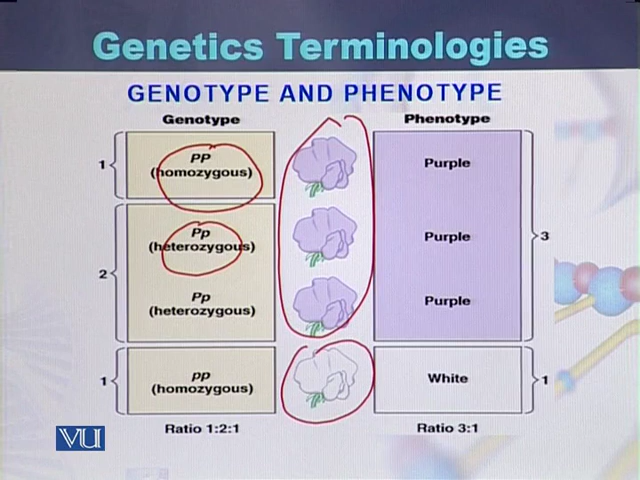 Genetics Terminologies
GENOTYPE AND PHENOTYPE
Genotype
Phenotype
1
PP
(homozygous)
Purple
2
Pp
(heterozygous)
Purple
3
Pp
(heterozygous)
Purple
1
pp
(homozygous)
White
1
Ratio 1:2:1
Ratio 3:1
VU